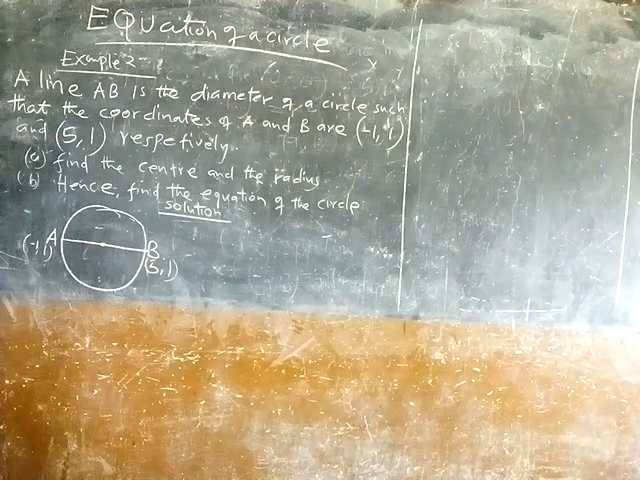 EQUation of a circle
Example 2
A line AB is the diameter of a circle such
that the coordinates of A and B are (-1, 1)
and (5, 1) respetively.
(a) find the centre and the radius
(b) Hence, find the equation of the circle
solution
A
B
(-1, 1)
(5, 1)